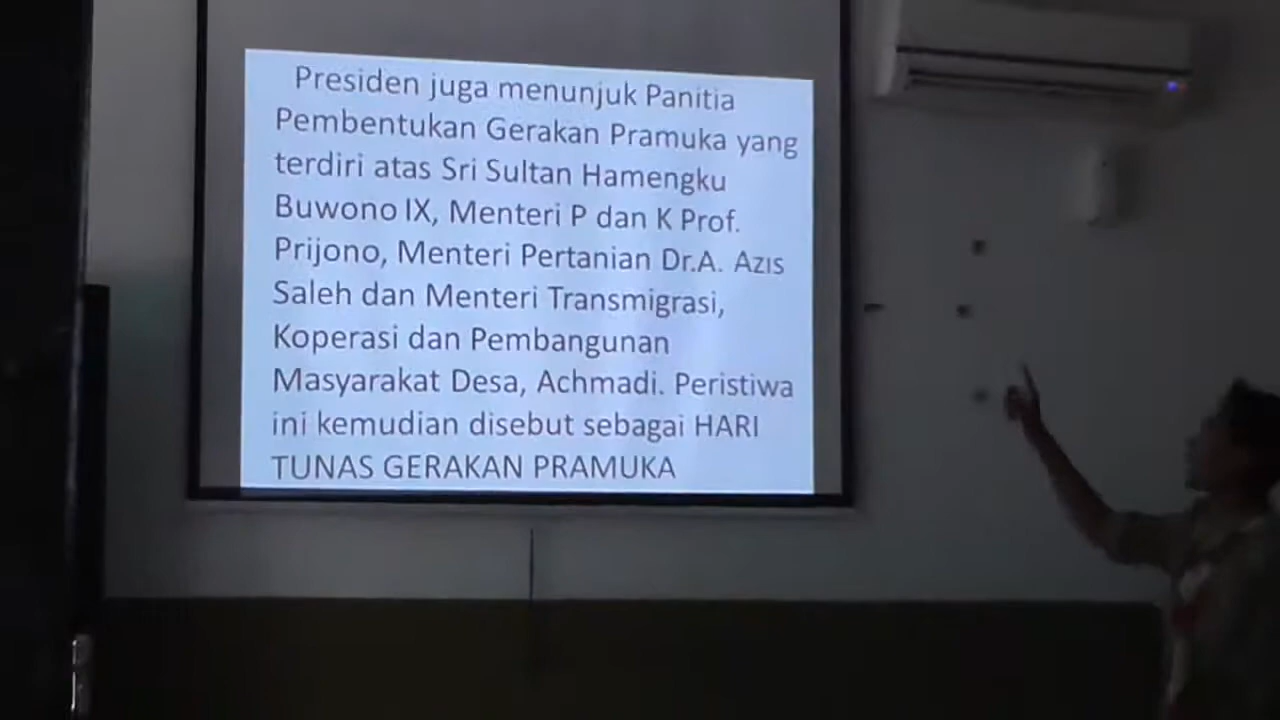 Presiden juga menunjuk Panitia
Pembentukan Gerakan Pramuka yang
terdiri atas Sri Sultan Hamengku
Buwono IX, Menteri P dan K Prof.
Prijono, Menteri Pertanian Dr.A. Azis
Saleh dan Menteri Transmigrasi,
Koperasi dan Pembangunan
Masyarakat Desa, Achmadi. Peristiwa
ini kemudian disebut sebagai HARI
TUNAS GERAKAN PRAMUKA